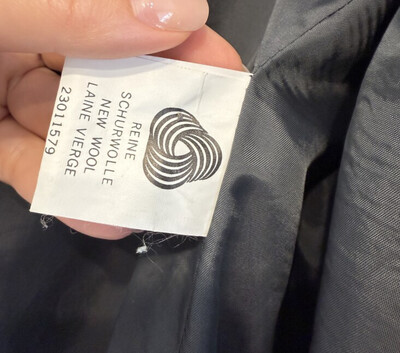 REINE
SCHURWOLLE
NEW WOOL
LAINE VIERGE
23011579